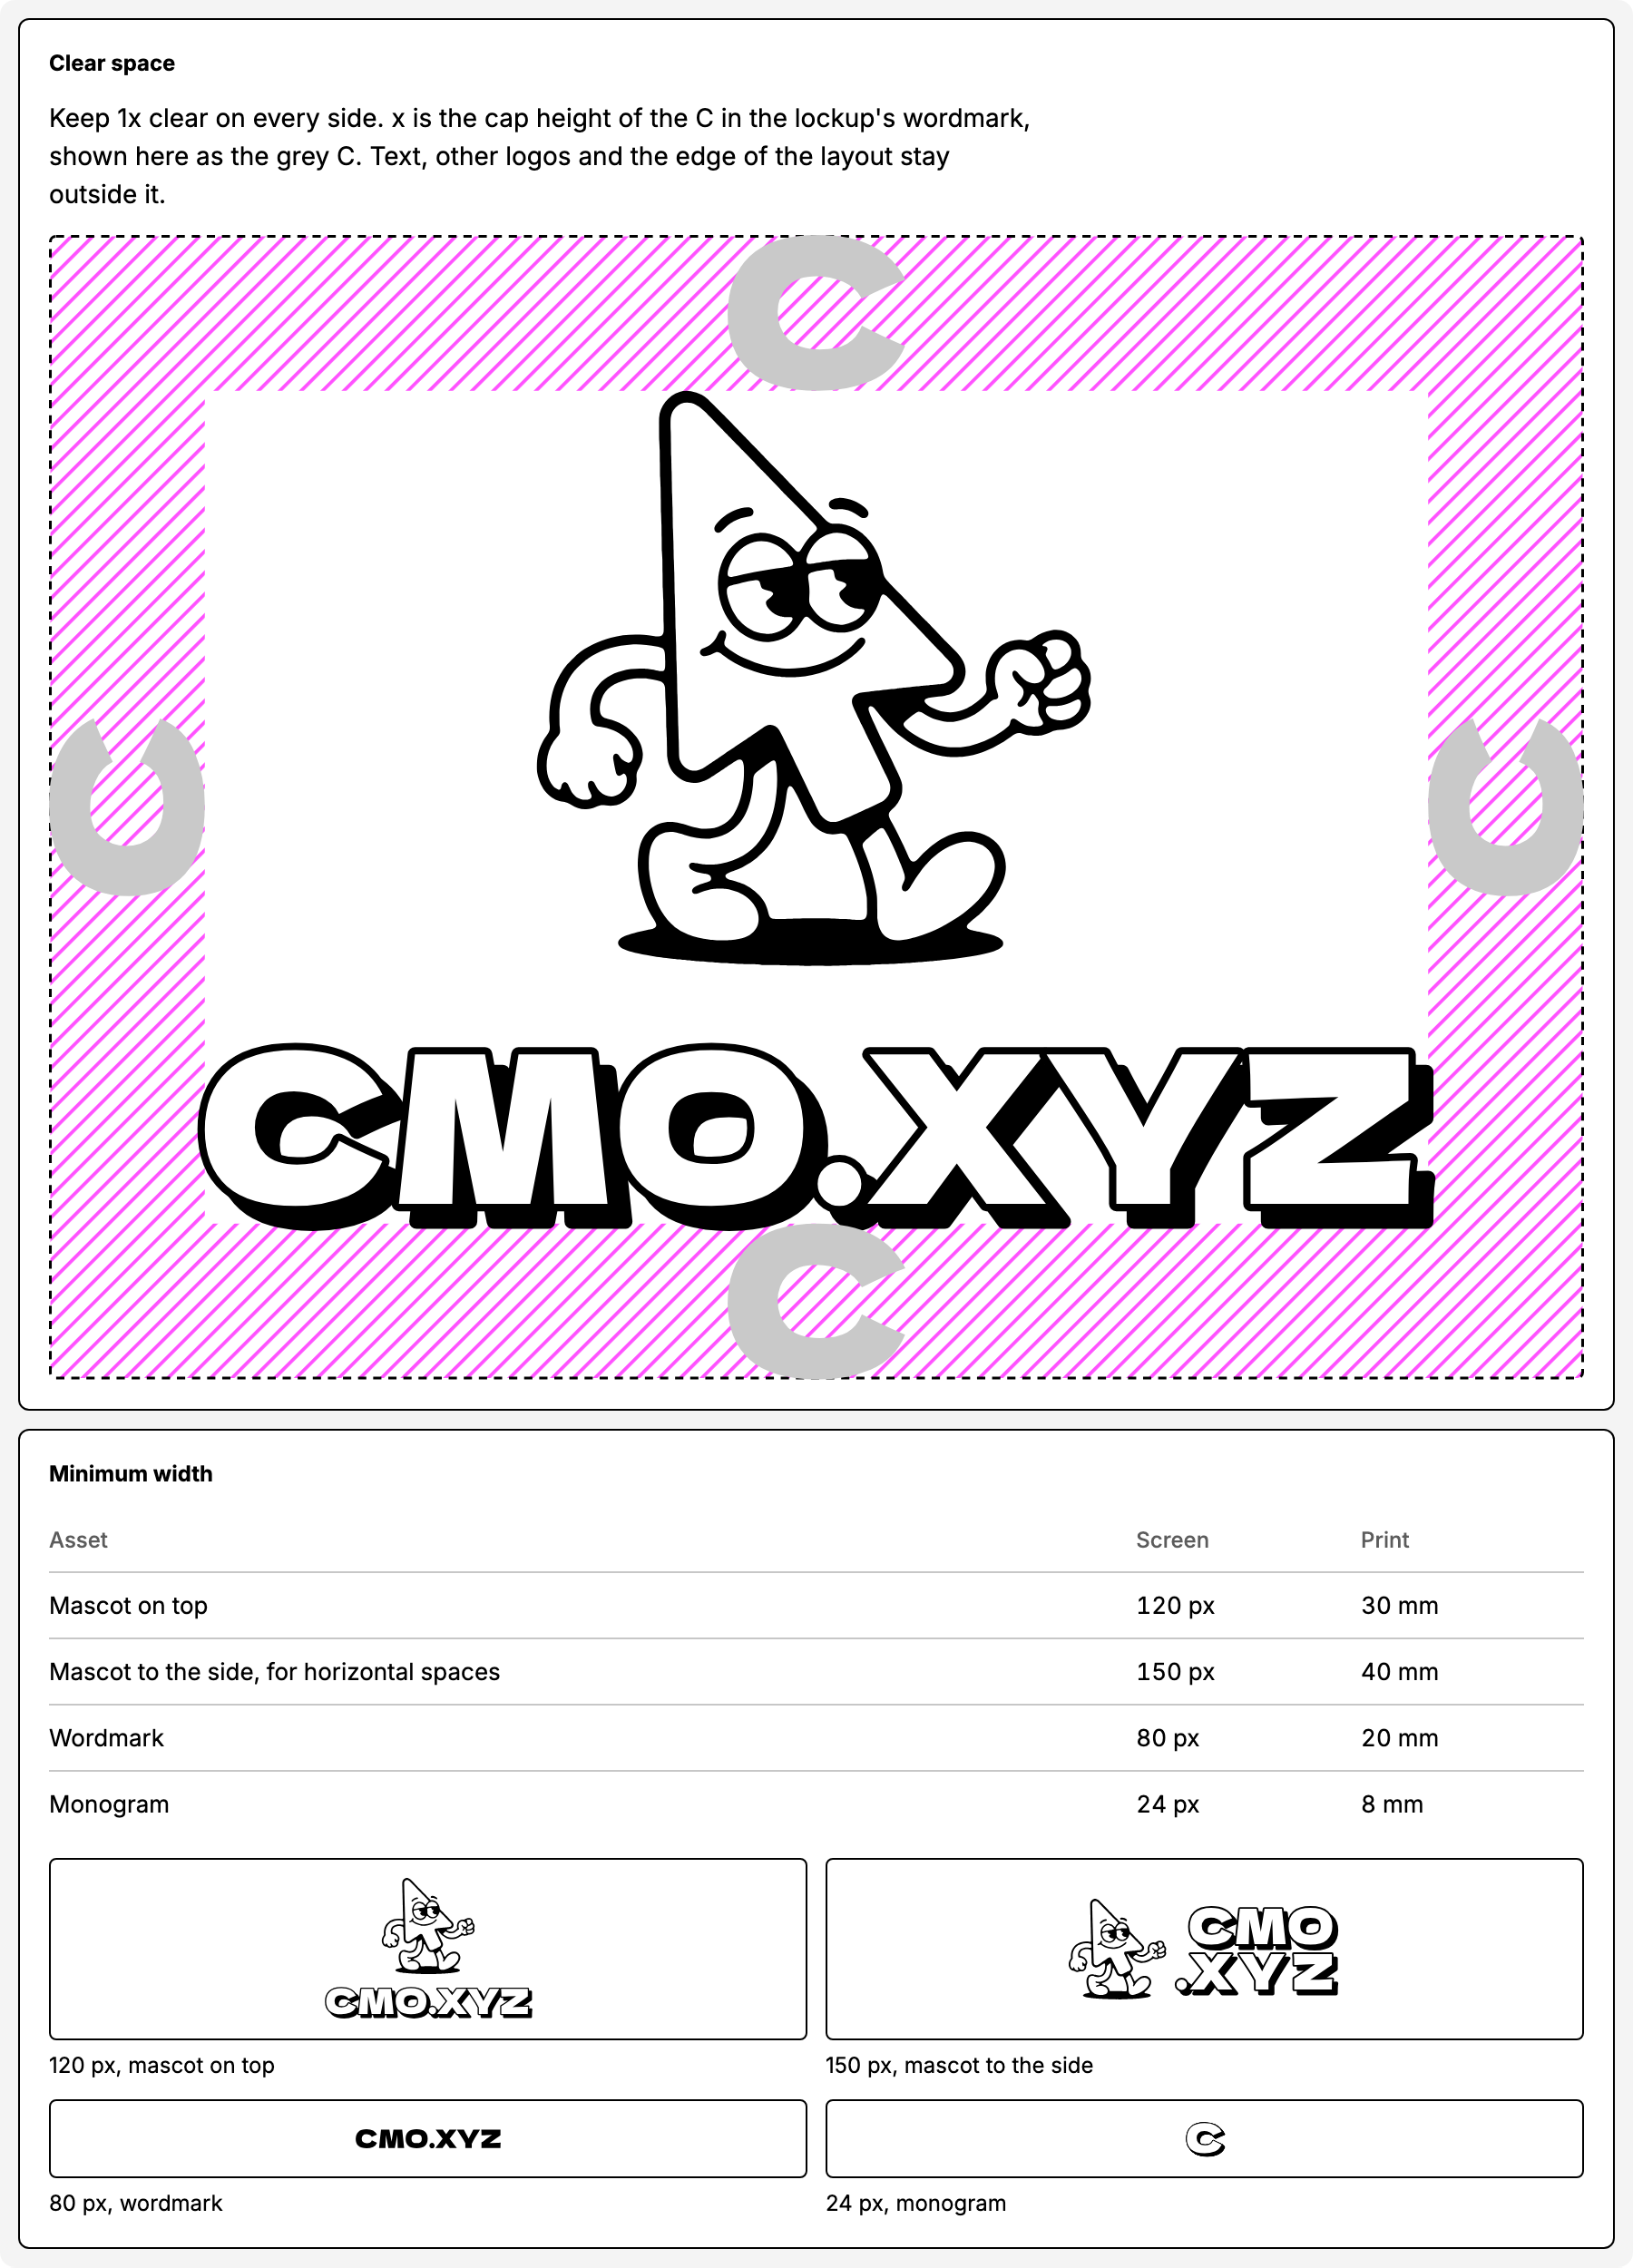 Clear space
Keep 1x clear on every side. x is the cap height of the C in the lockup's wordmark,
shown here as the grey C. Text, other logos and the edge of the layout stay
outside it.
C
C
C
CMO.XYZ
C
Minimum width
Asset Screen Print
Mascot on top 120 px 30 mm
Mascot to the side, for horizontal spaces 150 px 40 mm
Wordmark 80 px 20 mm
Monogram 24 px 8 mm
CMO.XYZ
CMO
.XYZ
120 px, mascot on top
150 px, mascot to the side
CMO.XYZ
C
80 px, wordmark
24 px, monogram